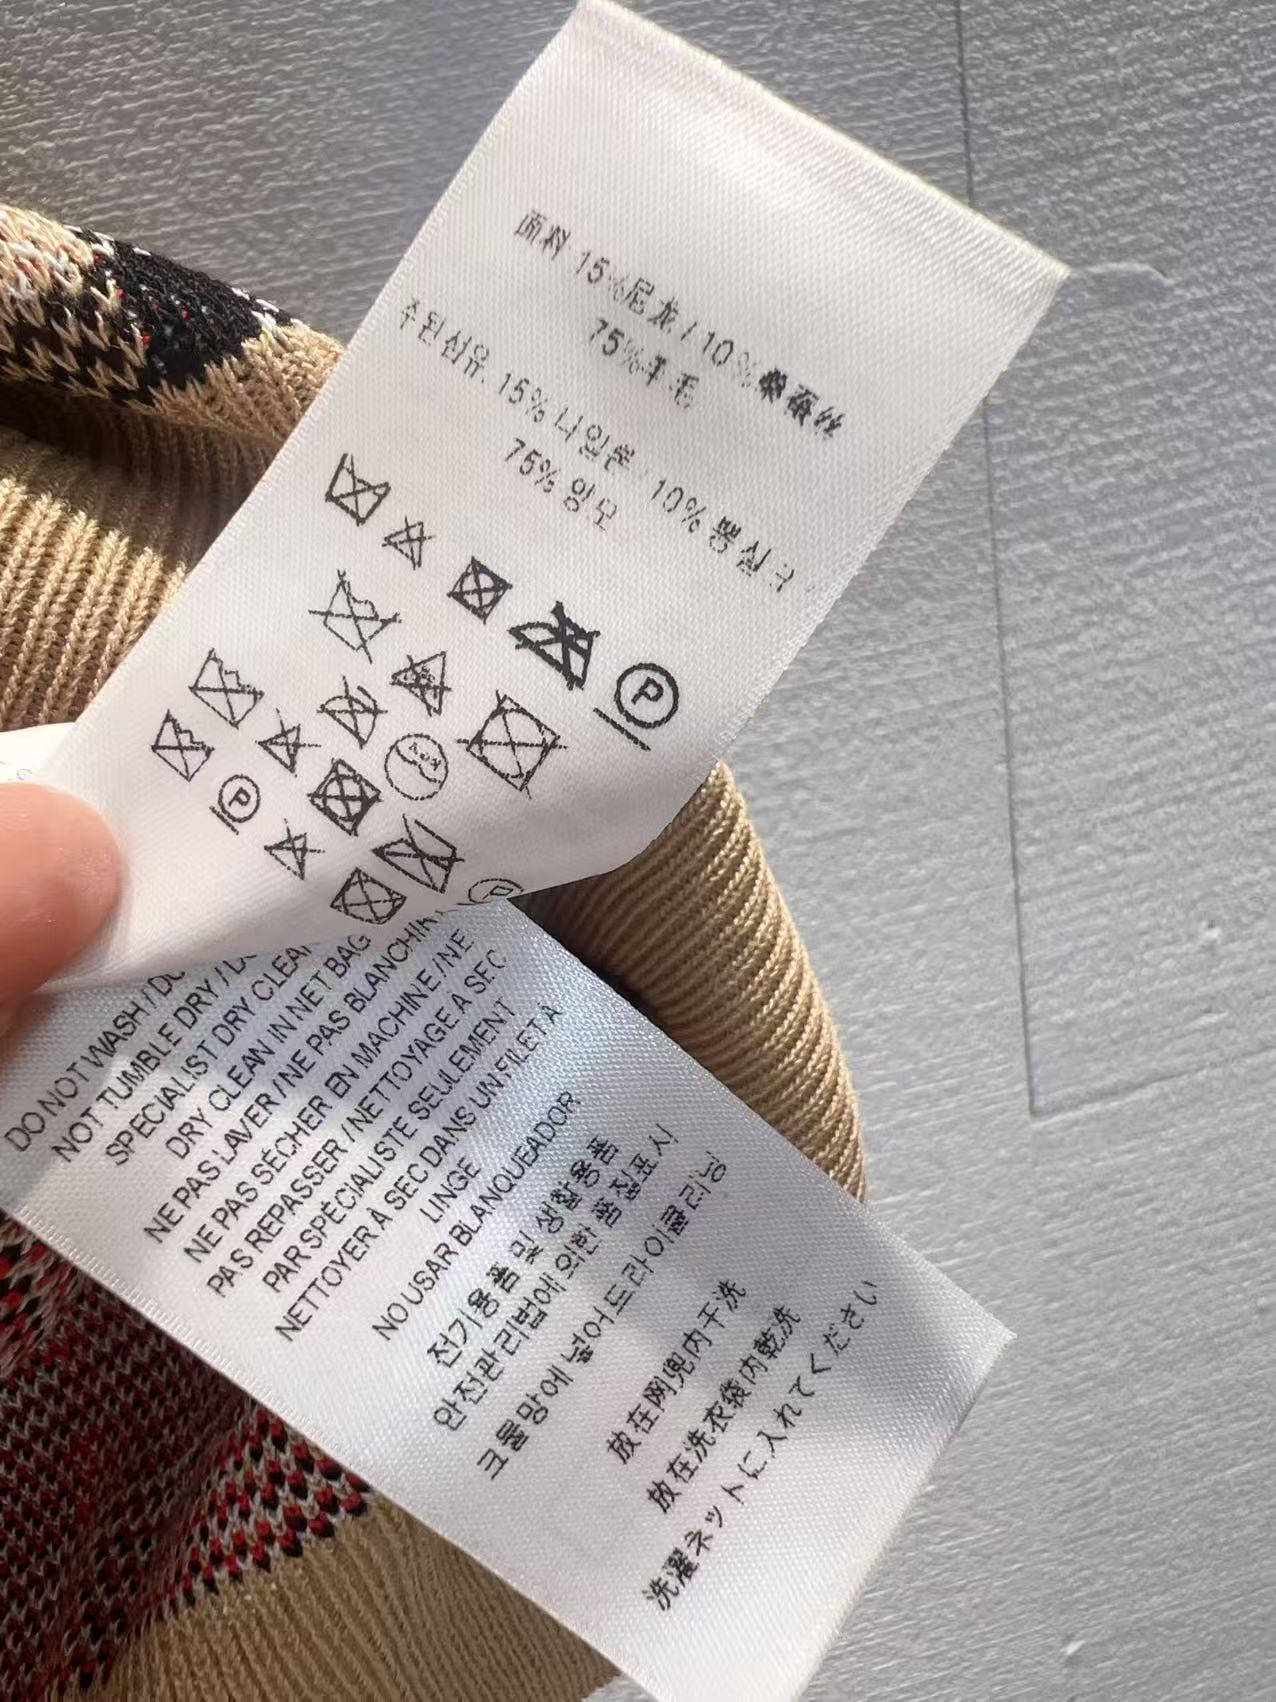 面料 15%尼龙 / 10%桑蚕丝
75%羊毛
주된섬유. 15% 나일론 / 10% 뽕실크
75% 양모
P
P
DO NOT WASH / DO
NOT TUMBLE DRY /
SPECIALIST DRY CLEAN
DRY CLEAN IN NET BAG
NE PAS LAVER / NE PAS BLANCHIR
NE PAS SÉCHER EN MACHINE / NE
PAS REPASSER / NETTOYAGE À SEC
PAR SPÉCIALISTE SEULEMENT
NETTOYER À SEC DANS UN FILET À
LINGE
NO USAR BLANQUEADOR
전기용품 및 생활용품
안전관리법에 의한 품질표시
크물망에 넣어 드라이클리닝
放在网兜内干洗
放在洗衣袋内乾洗
洗濯ネットに入れてください